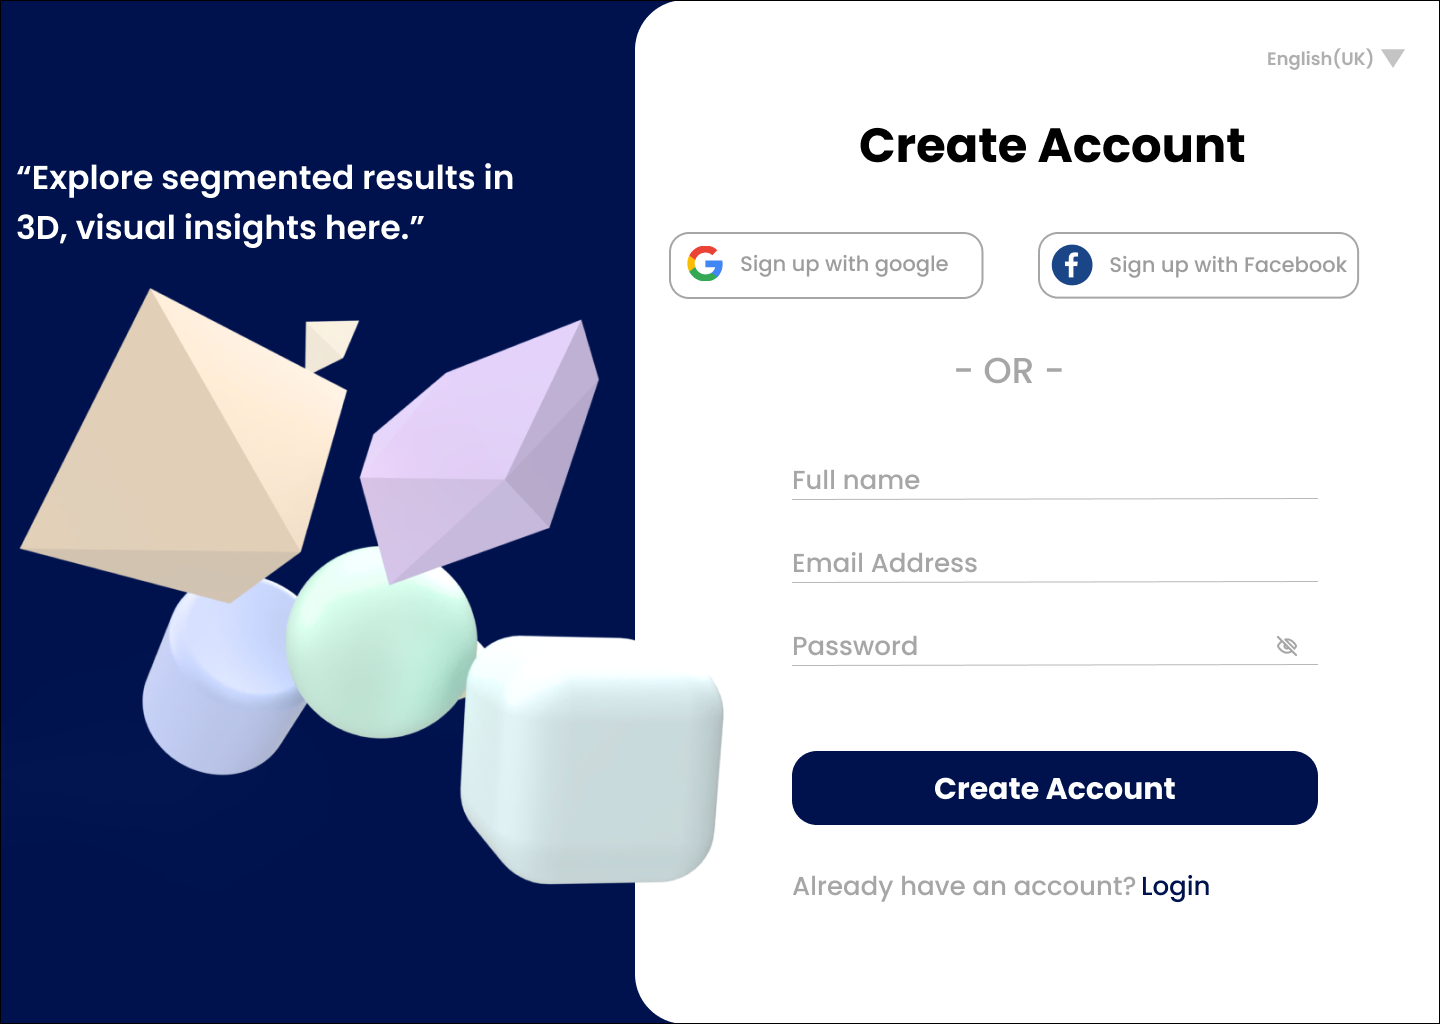 English(UK)
“Explore segmented results in
3D, visual insights here.”
Create Account
Sign up with google
Sign up with Facebook
- OR -
Full name
Email Address
Password
Create Account
Already have an account? Login